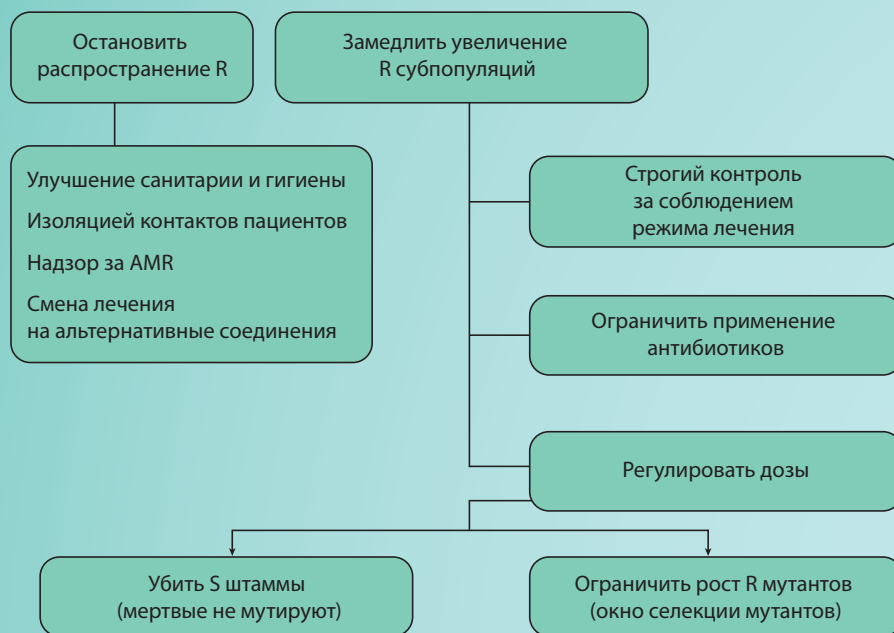 Остановить
распространение R
Замедлить увеличение
R субпопуляций
Улучшение санитарии и гигиены
Изоляцией контактов пациентов
Надзор за AMR
Смена лечения
на альтернативные соединения
Строгий контроль
за соблюдением
режима лечения
Ограничить применение
антибиотиков
Регулировать дозы
Убить S штаммы
(мертвые не мутируют)
Ограничить рост R мутантов
(окно селекции мутантов)